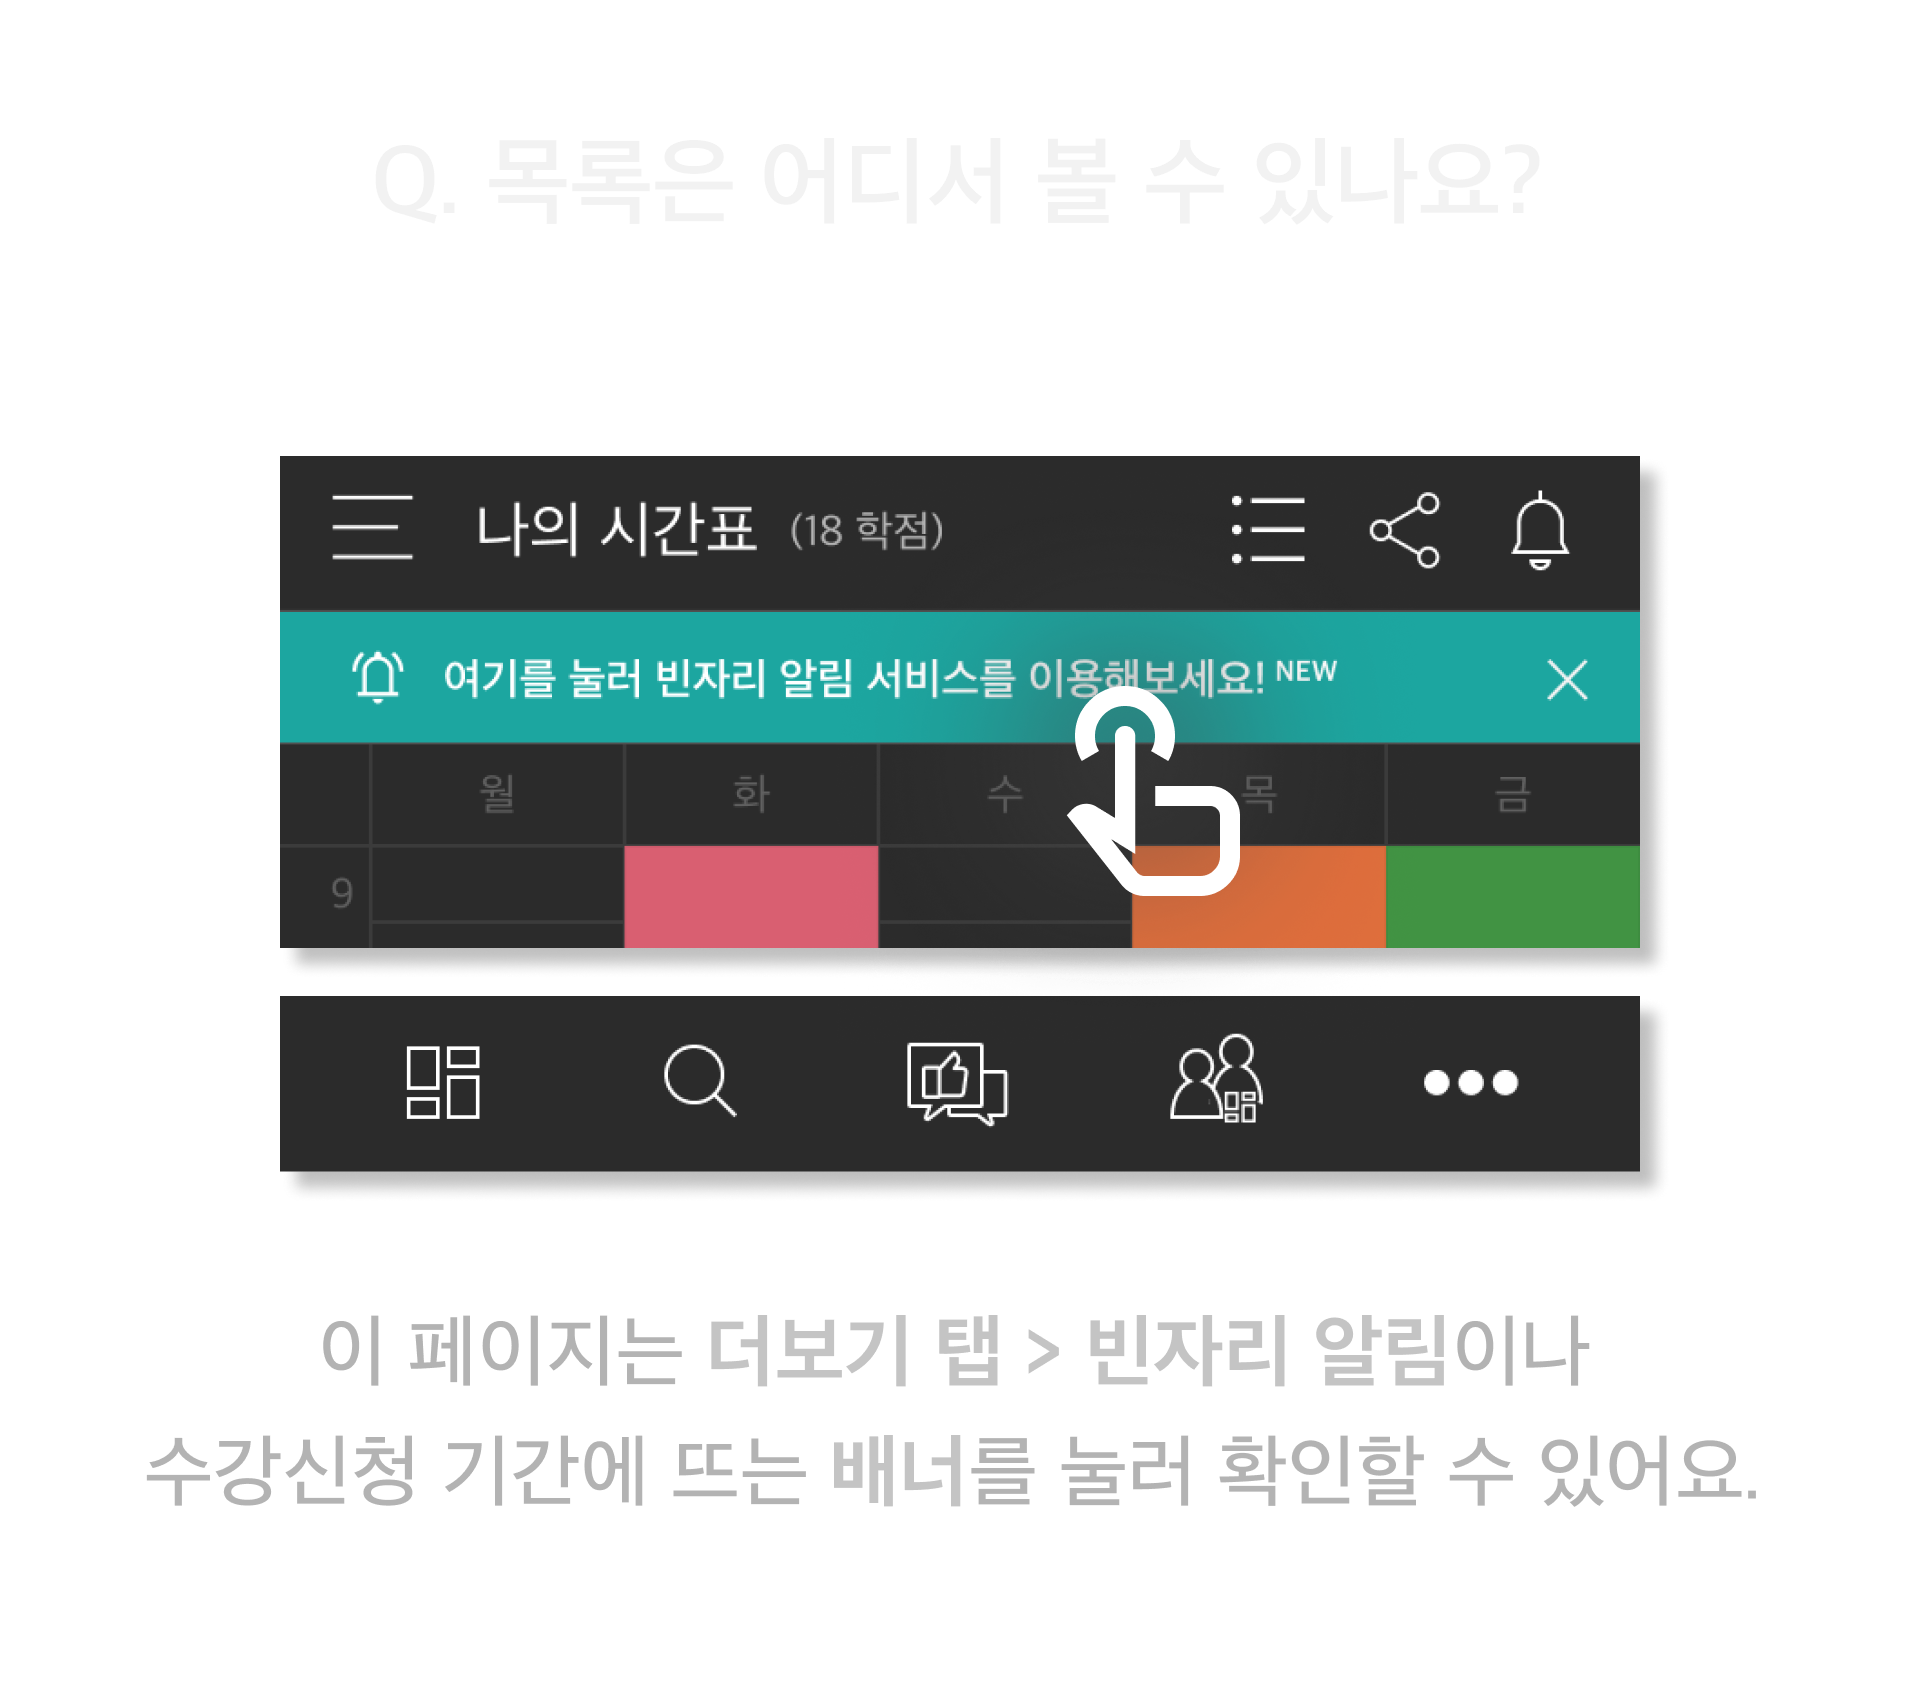 Q. 목록은 어디서 볼 수 있나요?
나의 시간표 (18 학점)
여기를 눌러 빈자리 알림 서비스를 이용해보세요! NEW
월 화 수 목 금
9
이 페이지는 더보기 탭 > 빈자리 알림이나
수강신청 기간에 뜨는 배너를 눌러 확인할 수 있어요.